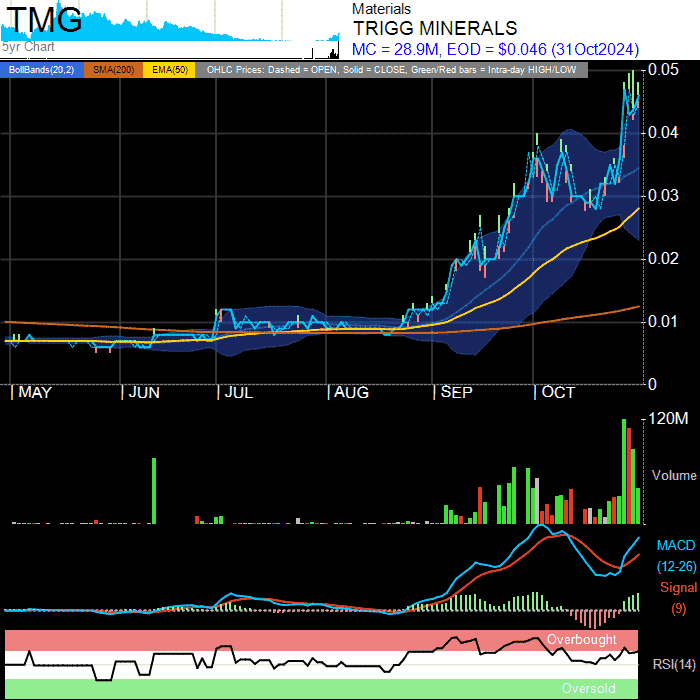 TMG
5yr Chart
Materials
TRIGG MINERALS
MC = 28.9M, EOD = $0.046 (31Oct2024)
BollBands(20,2) SMA(200) EMA(50) OHLC Prices: Dashed = OPEN, Solid = CLOSE, Green/Red bars = Intra-day HIGH/LOW
0.05
0.04
0.03
0.02
0.01
0
MAY JUN JUL AUG SEP OCT
120M
Volume
MACD
(12-26)
Signal
(9)
Overbought
RSI(14)
Oversold